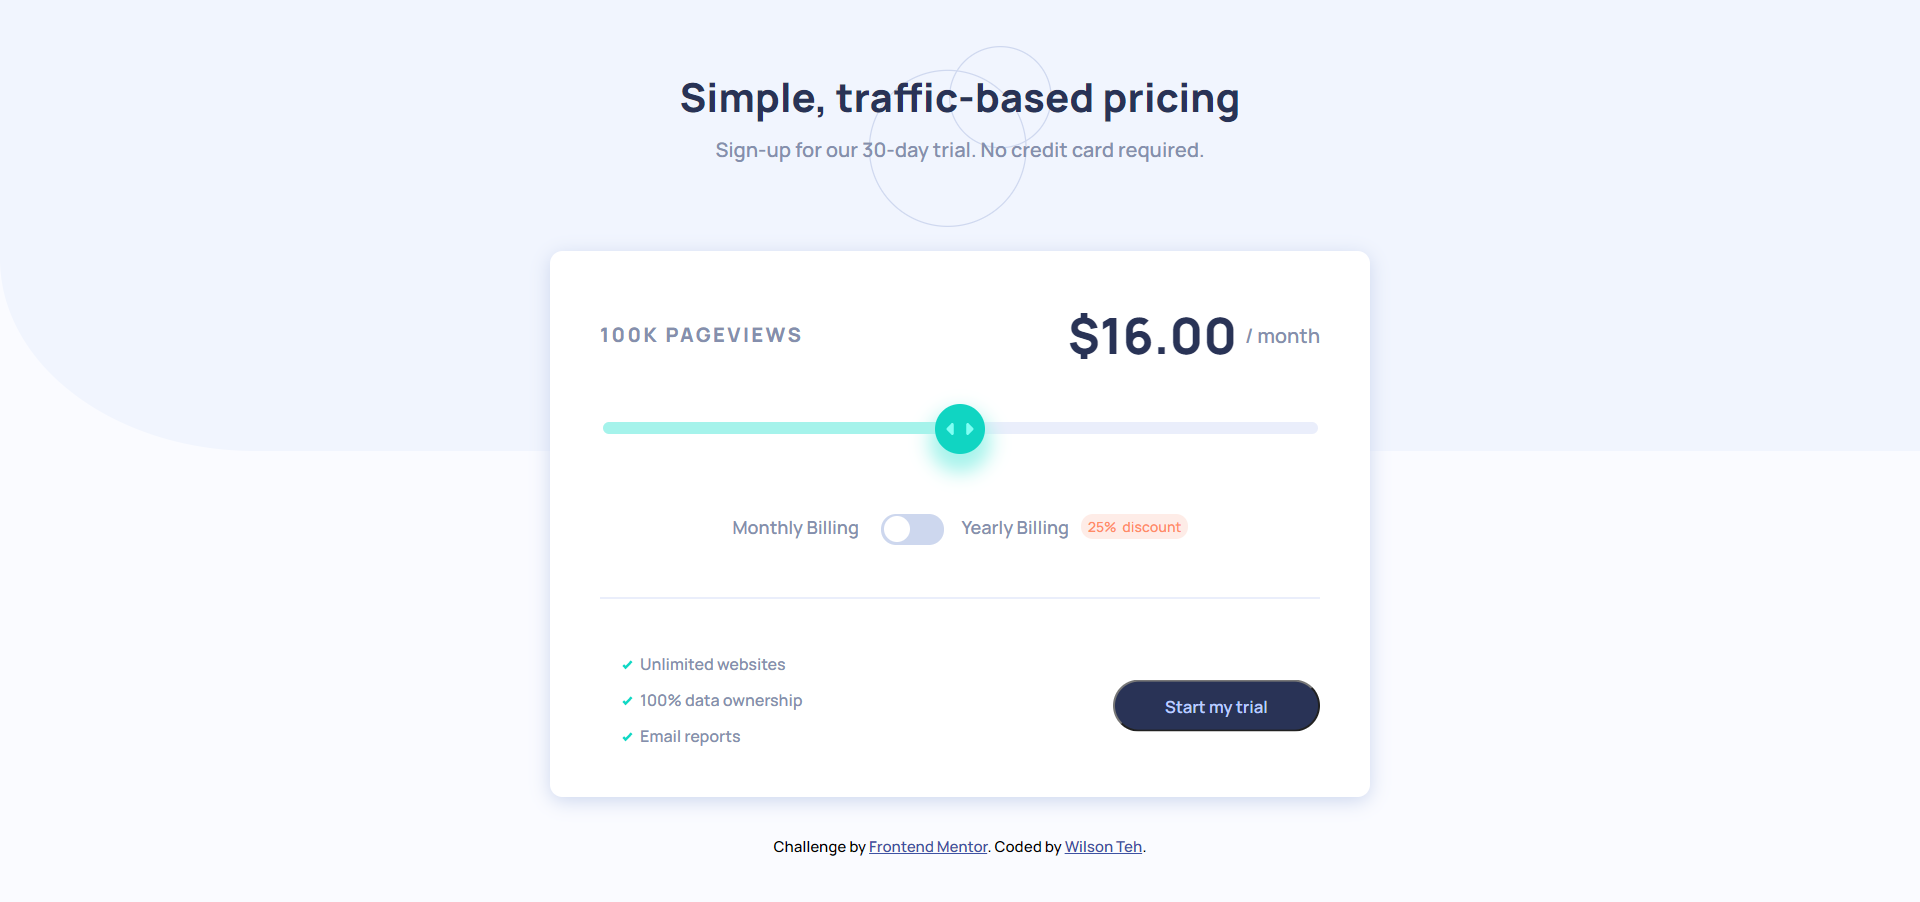 Simple, traffic-based pricing
Sign-up for our 30-day trial. No credit card required.
100K PAGEVIEWS
$16.00 / month
Monthly Billing Yearly Billing 25% discount
Unlimited websites
100% data ownership
Email reports
Start my trial
Challenge by Frontend Mentor. Coded by Wilson Teh.